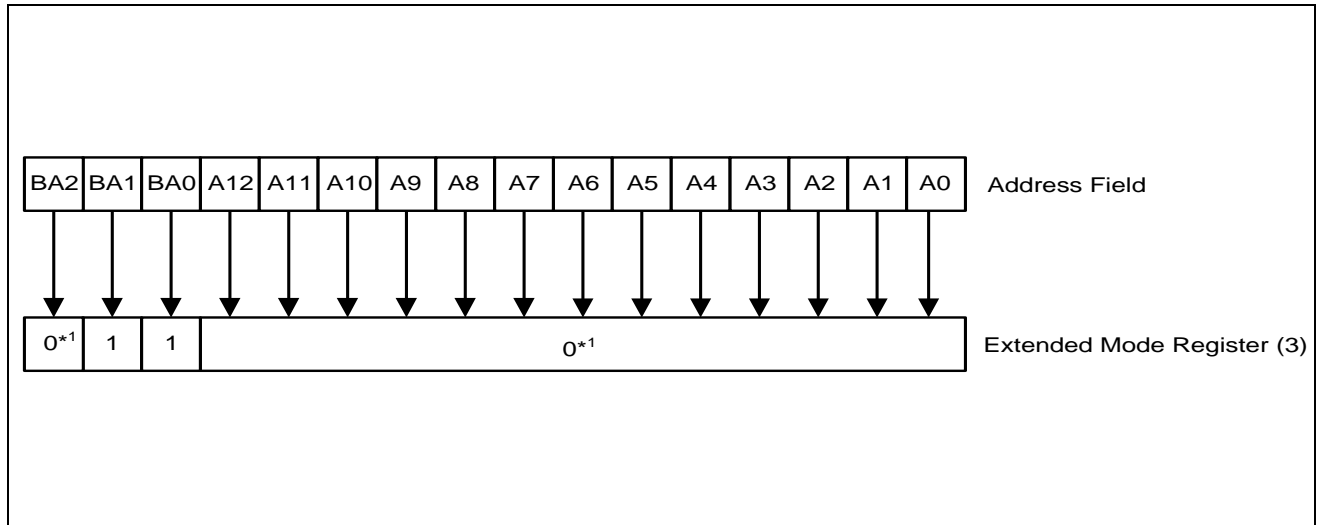 BA2 BA1 BA0 A12 A11 A10 A9 A8 A7 A6 A5 A4 A3 A2 A1 A0 Address Field
0*1 1 1 0*1 Extended Mode Register (3)